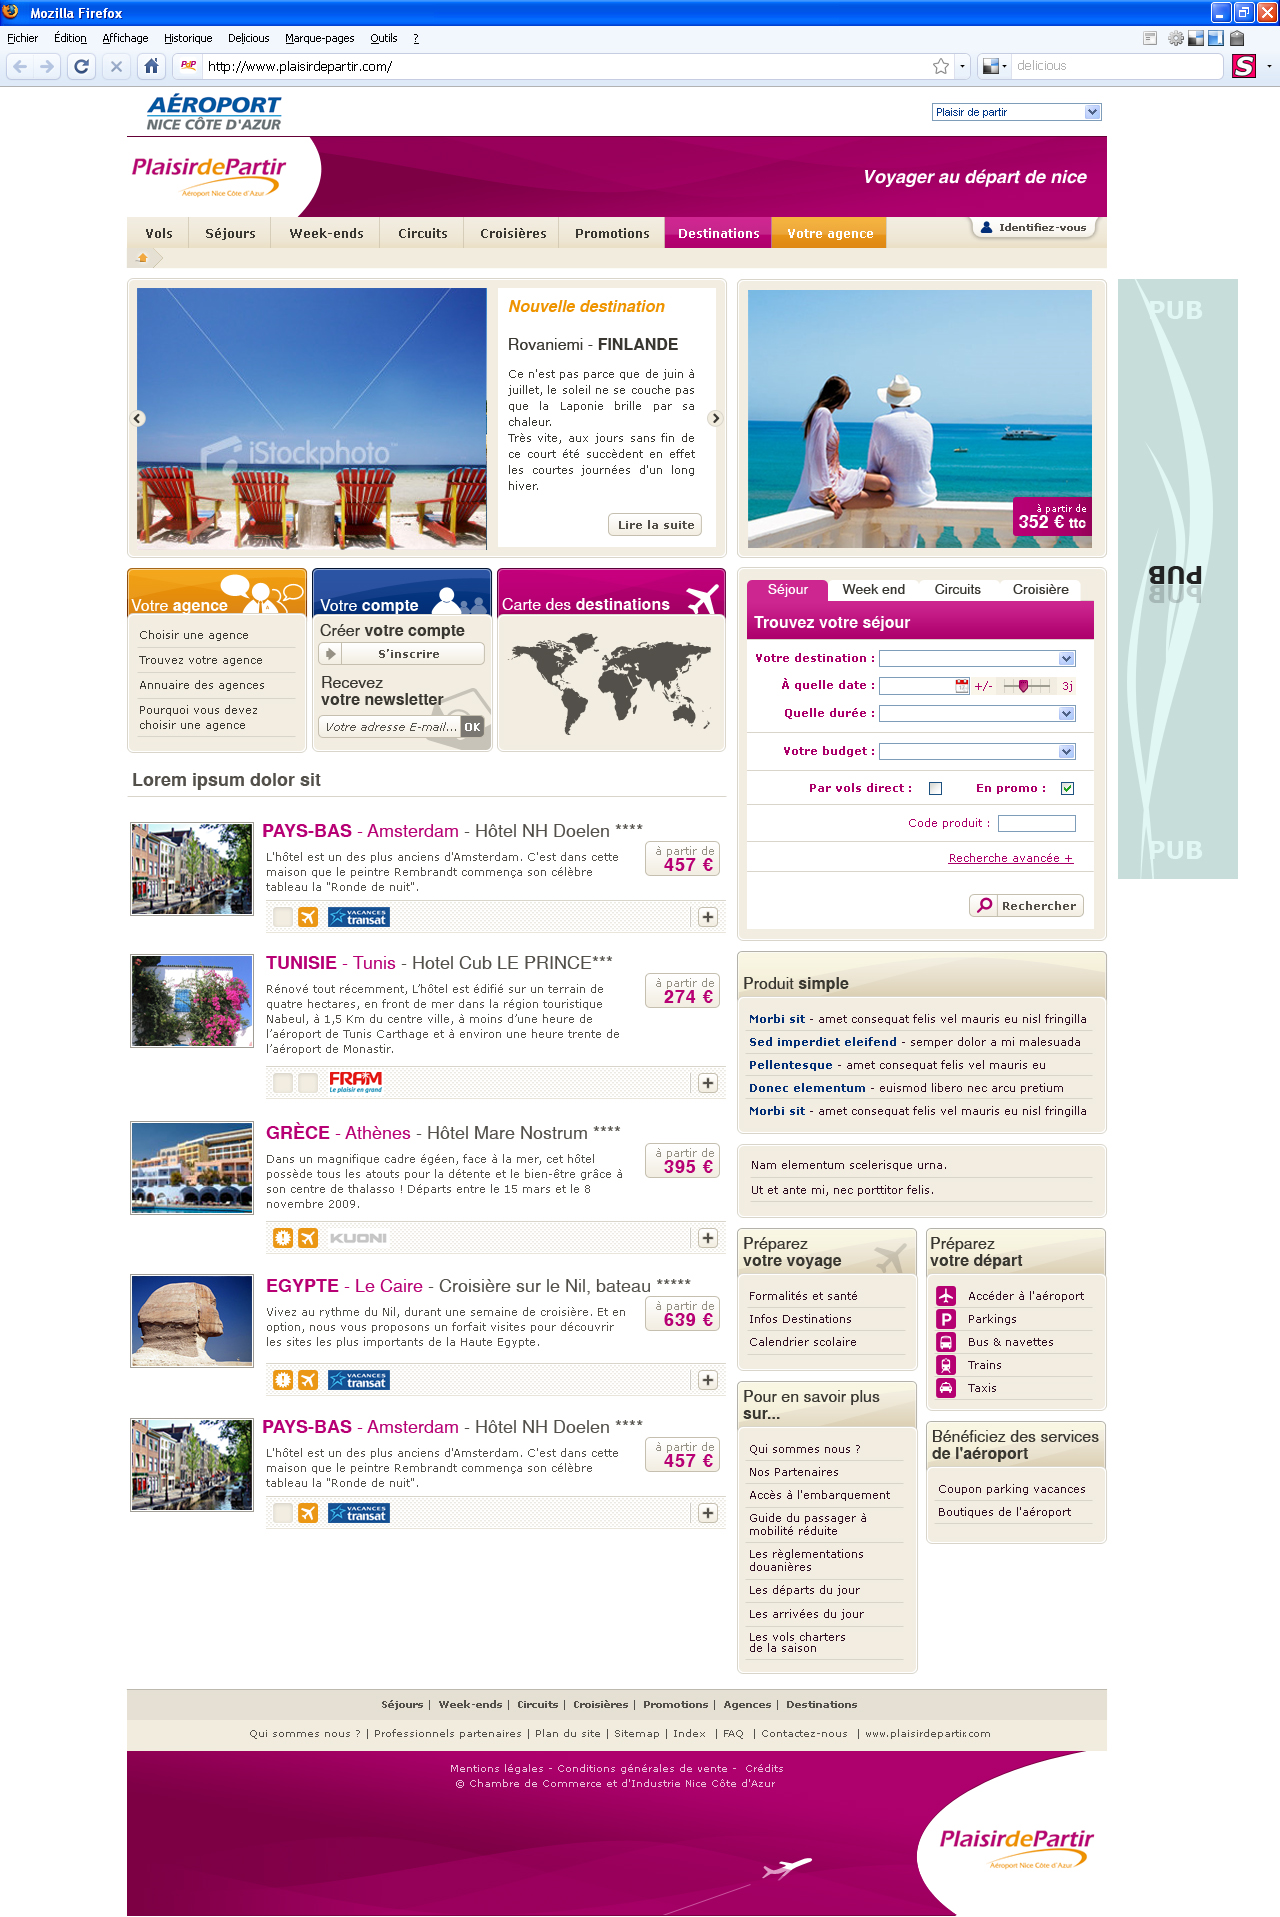 Mozilla Firefox
Fichier Édition Affichage Historique Delicious Marque-pages Outils ?
PdP http://www.plaisirdepartir.com/ delicious S
AÉROPORT
NICE CÔTE D'AZUR
Plaisir de partir
PlaisirdePartir
Aéroport Nice Côte d'Azur
Voyager au départ de nice
Vols Séjours Week-ends Circuits Croisières Promotions Destinations Votre agence Identifiez-vous
Nouvelle destination
Rovaniemi - FINLANDE
Ce n'est pas parce que de juin à
juillet, le soleil ne se couche pas
que la Laponie brille par sa
chaleur.
Très vite, aux jours sans fin de
ce court été succèdent en effet
les courtes journées d'un long
hiver.
Lire la suite
iStockphoto
à partir de
352 € ttc
PUB
PUB
PUB
PUB
Votre agence
Choisir une agence
Trouvez votre agence
Annuaire des agences
Pourquoi vous devez
choisir une agence
Votre compte
Créer votre compte
S'inscrire
Recevez
votre newsletter
Votre adresse E-mail... OK
Carte des destinations
Séjour Week end Circuits Croisière
Trouvez votre séjour
Votre destination :
À quelle date : +/- 3j
Quelle durée :
Votre budget :
Par vols direct : En promo :
Code produit :
Recherche avancée +
Rechercher
Lorem ipsum dolor sit
PAYS-BAS - Amsterdam - Hôtel NH Doelen ****
L'hôtel est un des plus anciens d'Amsterdam. C'est dans cette
maison que le peintre Rembrandt commença son célèbre
tableau la "Ronde de nuit".
à partir de
457 €
VACANCES
transat
+
TUNISIE - Tunis - Hotel Cub LE PRINCE***
Rénové tout récemment, L'hôtel est édifié sur un terrain de
quatre hectares, en front de mer dans la région touristique
Nabeul, à 1,5 Km du centre ville, à moins d'une heure de
l'aéroport de Tunis Carthage et à environ une heure trente de
l'aéroport de Monastir.
à partir de
274 €
FRAM
Le plaisir en grand
+
GRÈCE - Athènes - Hôtel Mare Nostrum ****
Dans un magnifique cadre égéen, face à la mer, cet hôtel
possède tous les atouts pour la détente et le bien-être grâce à
son centre de thalasso ! Départs entre le 15 mars et le 8
novembre 2009.
à partir de
395 €
KUONI
+
EGYPTE - Le Caire - Croisière sur le Nil, bateau *****
Vivez au rythme du Nil, durant une semaine de croisière. Et en
option, nous vous proposons un forfait visites pour découvrir
les sites les plus importants de la Haute Egypte.
à partir de
639 €
VACANCES
transat
+
PAYS-BAS - Amsterdam - Hôtel NH Doelen ****
L'hôtel est un des plus anciens d'Amsterdam. C'est dans cette
maison que le peintre Rembrandt commença son célèbre
tableau la "Ronde de nuit".
à partir de
457 €
VACANCES
transat
+
Produit simple
Morbi sit - amet consequat felis vel mauris eu nisl fringilla
Sed imperdiet eleifend - semper dolor a mi malesuada
Pellentesque - amet consequat felis vel mauris eu
Donec elementum - euismod libero nec arcu pretium
Morbi sit - amet consequat felis vel mauris eu nisl fringilla
Nam elementum scelerisque urna.
Ut et ante mi, nec porttitor felis.
Préparez
votre voyage
Formalités et santé
Infos Destinations
Calendrier scolaire
Préparez
votre départ
Accéder à l'aéroport
P Parkings
Bus & navettes
Trains
Taxis
Pour en savoir plus
sur...
Qui sommes nous ?
Nos Partenaires
Accès à l'embarquement
Guide du passager à
mobilité réduite
Les règlementations
douanières
Les départs du jour
Les arrivées du jour
Les vols charters
de la saison
Bénéficiez des services
de l'aéroport
Coupon parking vacances
Boutiques de l'aéroport
Séjours | Week-ends | Circuits | Croisières | Promotions | Agences | Destinations
Qui sommes nous ? | Professionnels partenaires | Plan du site | Sitemap | Index | FAQ | Contactez-nous | www.plaisirdepartir.com
Mentions légales - Conditions générales de vente - Crédits
© Chambre de Commerce et d'Industrie Nice Côte d'Azur
PlaisirdePartir
Aéroport Nice Côte d'Azur